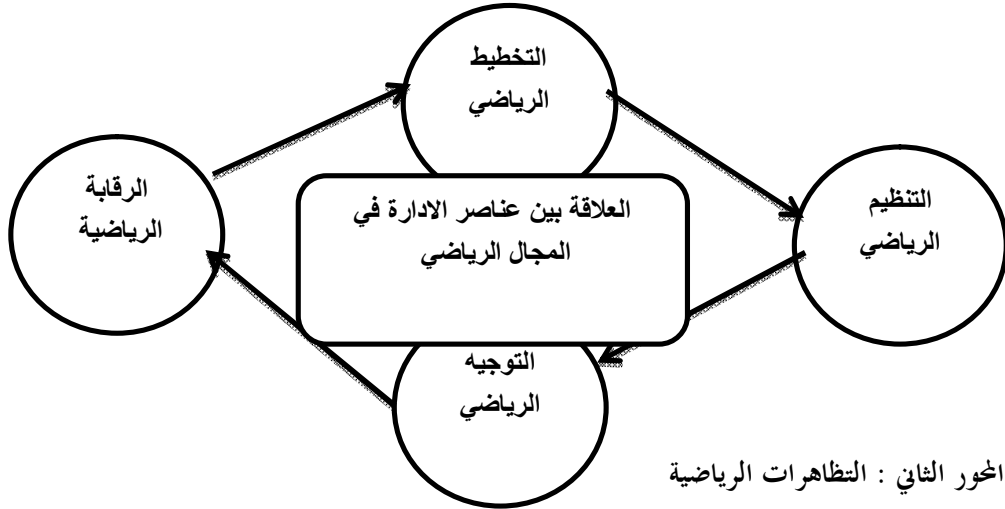 التخطيط
الرياضي
الرقابة
الرياضية
العلاقة بين عناصر الادارة في
المجال الرياضي
التنظيم
الرياضي
التوجيه
الرياضي
المحور الثاني : التظاهرات الرياضية